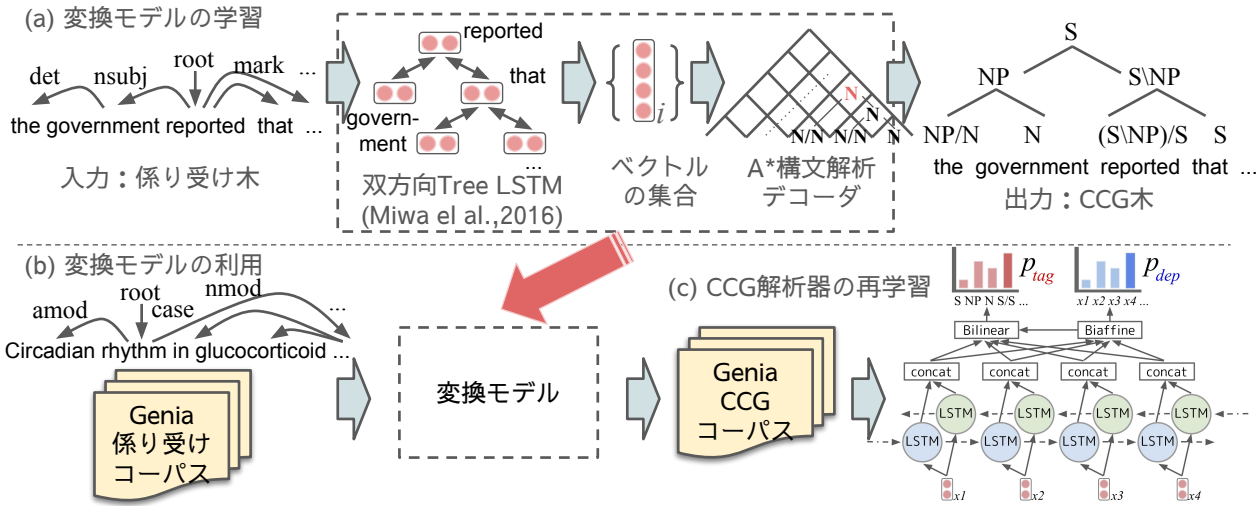 (a) 変換モデルの学習
det
nsubj
root
mark
...
the government reported that ...
入力：係り受け木
reported
that
govern-
ment
...
双方向Tree LSTM
(Miwa el al.,2016)
i
ベクトル
の集合
N
N
N/N N/N N
A*構文解析
デコーダ
S
NP
S\NP
NP/N
N
(S\NP)/S
S
the government reported that ...
出力：CCG木
(b) 変換モデルの利用
amod
root
case
nmod
...
Circadian rhythm in glucocorticoid ...
Genia
係り受け
コーパス
変換モデル
(c) CCG解析器の再学習
Genia
CCG
コーパス
ptag
S NP N S/S ...
pdep
x1 x2 x3 x4 ...
Bilinear
Biaffine
concat
concat
concat
concat
LSTM
LSTM
LSTM
LSTM
LSTM
LSTM
LSTM
LSTM
x1
x2
x3
x4